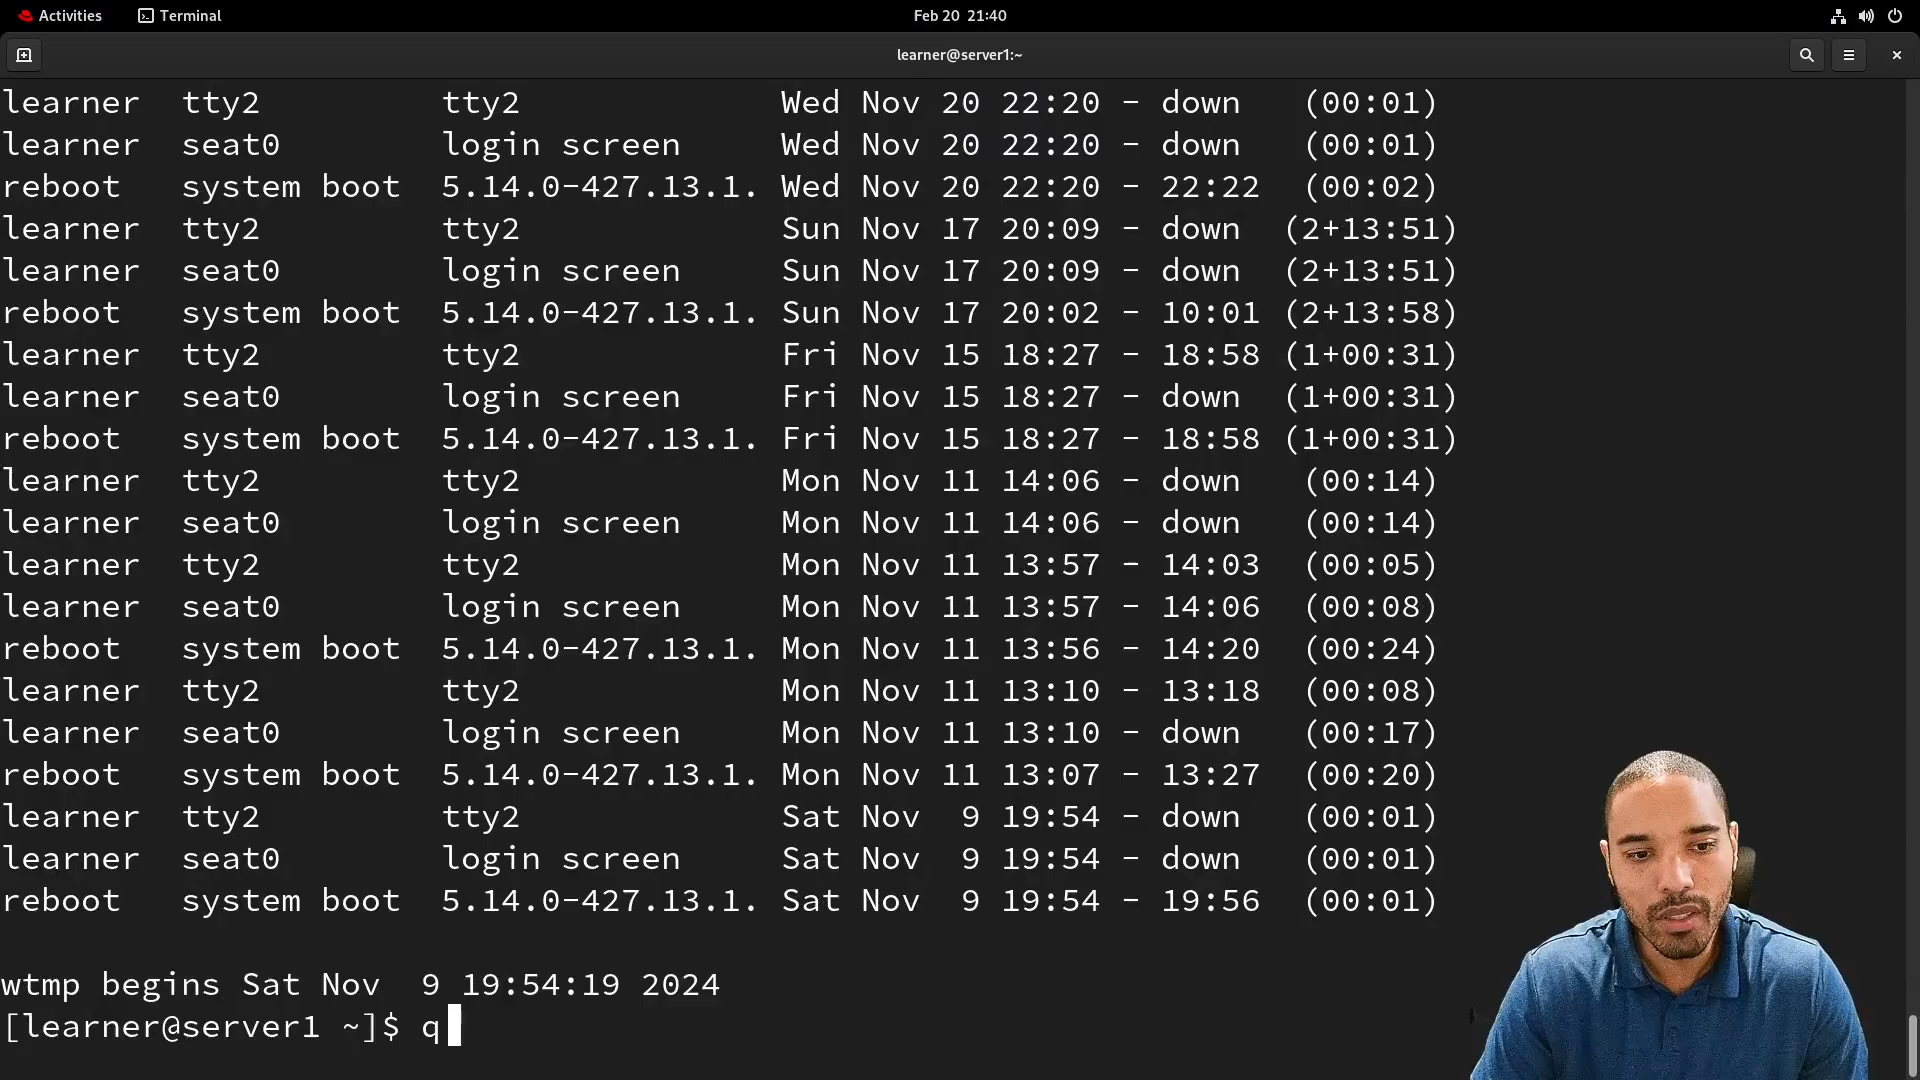 Activities Terminal Feb 20 21:40
learner@server1:~
learner tty2 tty2 Wed Nov 20 22:20 - down (00:01)
learner seat0 login screen Wed Nov 20 22:20 - down (00:01)
reboot system boot 5.14.0-427.13.1. Wed Nov 20 22:20 - 22:22 (00:02)
learner tty2 tty2 Sun Nov 17 20:09 - down (2+13:51)
learner seat0 login screen Sun Nov 17 20:09 - down (2+13:51)
reboot system boot 5.14.0-427.13.1. Sun Nov 17 20:02 - 10:01 (2+13:58)
learner tty2 tty2 Fri Nov 15 18:27 - 18:58 (1+00:31)
learner seat0 login screen Fri Nov 15 18:27 - down (1+00:31)
reboot system boot 5.14.0-427.13.1. Fri Nov 15 18:27 - 18:58 (1+00:31)
learner tty2 tty2 Mon Nov 11 14:06 - down (00:14)
learner seat0 login screen Mon Nov 11 14:06 - down (00:14)
learner tty2 tty2 Mon Nov 11 13:57 - 14:03 (00:05)
learner seat0 login screen Mon Nov 11 13:57 - 14:06 (00:08)
reboot system boot 5.14.0-427.13.1. Mon Nov 11 13:56 - 14:20 (00:24)
learner tty2 tty2 Mon Nov 11 13:10 - 13:18 (00:08)
learner seat0 login screen Mon Nov 11 13:10 - down (00:17)
reboot system boot 5.14.0-427.13.1. Mon Nov 11 13:07 - 13:27 (00:20)
learner tty2 tty2 Sat Nov 9 19:54 - down (00:01)
learner seat0 login screen Sat Nov 9 19:54 - down (00:01)
reboot system boot 5.14.0-427.13.1. Sat Nov 9 19:54 - 19:56 (00:01)
wtmp begins Sat Nov 9 19:54:19 2024
[learner@server1 ~]$ q